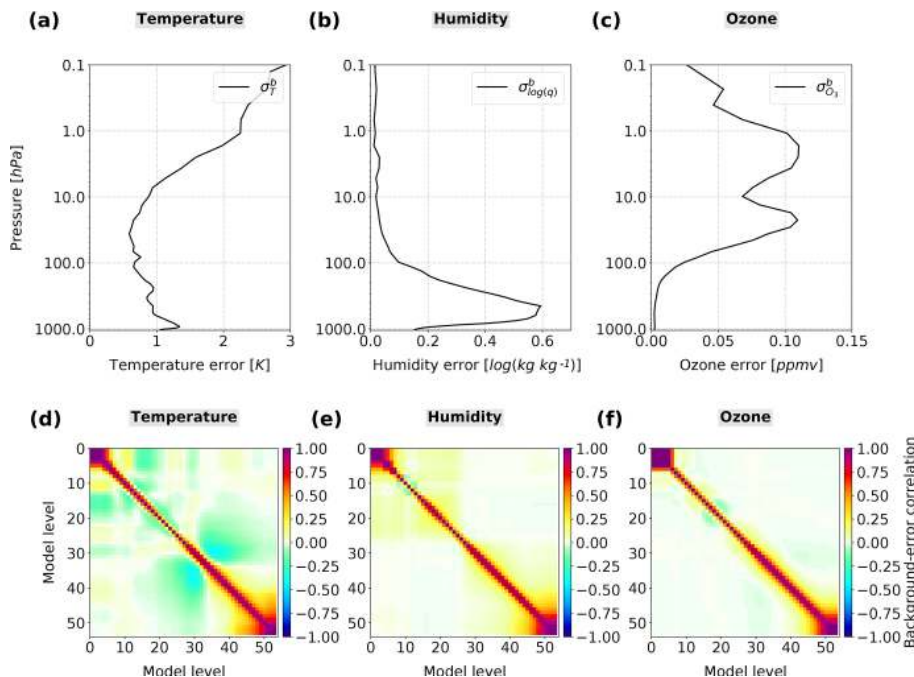 (a) Temperature
(b) Humidity
(c) Ozone
0.1
1.0
10.0
100.0
1000.0
Pressure [hPa]
σ_T^b
0 1 2 3
Temperature error [K]
0.1
1.0
10.0
100.0
1000.0
σ_log(q)^b
0.0 0.2 0.4 0.6
Humidity error [log(kg kg⁻¹)]
0.1
1.0
10.0
100.0
1000.0
σ_O₃^b
0.00 0.05 0.10 0.15
Ozone error [ppmv]
(d) Temperature
(e) Humidity
(f) Ozone
0
10
20
30
40
50
Model level
0 10 20 30 40 50
Model level
1.00
0.75
0.50
0.25
0.00
−0.25
−0.50
−0.75
−1.00
0
10
20
30
40
50
0 10 20 30 40 50
Model level
1.00
0.75
0.50
0.25
0.00
−0.25
−0.50
−0.75
−1.00
0
10
20
30
40
50
0 10 20 30 40 50
Model level
1.00
0.75
0.50
0.25
0.00
−0.25
−0.50
−0.75
−1.00
Background-error correlation